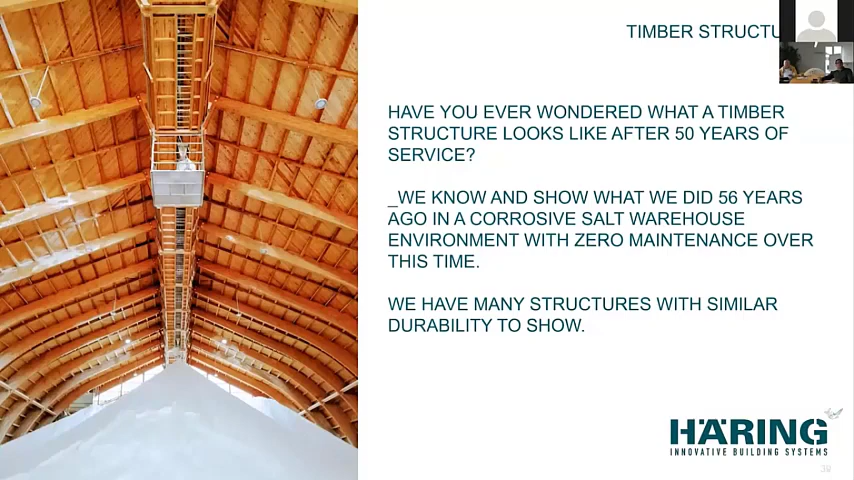 TIMBER STRUCTU
HAVE YOU EVER WONDERED WHAT A TIMBER
STRUCTURE LOOKS LIKE AFTER 50 YEARS OF
SERVICE?
_WE KNOW AND SHOW WHAT WE DID 56 YEARS
AGO IN A CORROSIVE SALT WAREHOUSE
ENVIRONMENT WITH ZERO MAINTENANCE OVER
THIS TIME.
WE HAVE MANY STRUCTURES WITH SIMILAR
DURABILITY TO SHOW.
HÄRING
INNOVATIVE BUILDING SYSTEMS